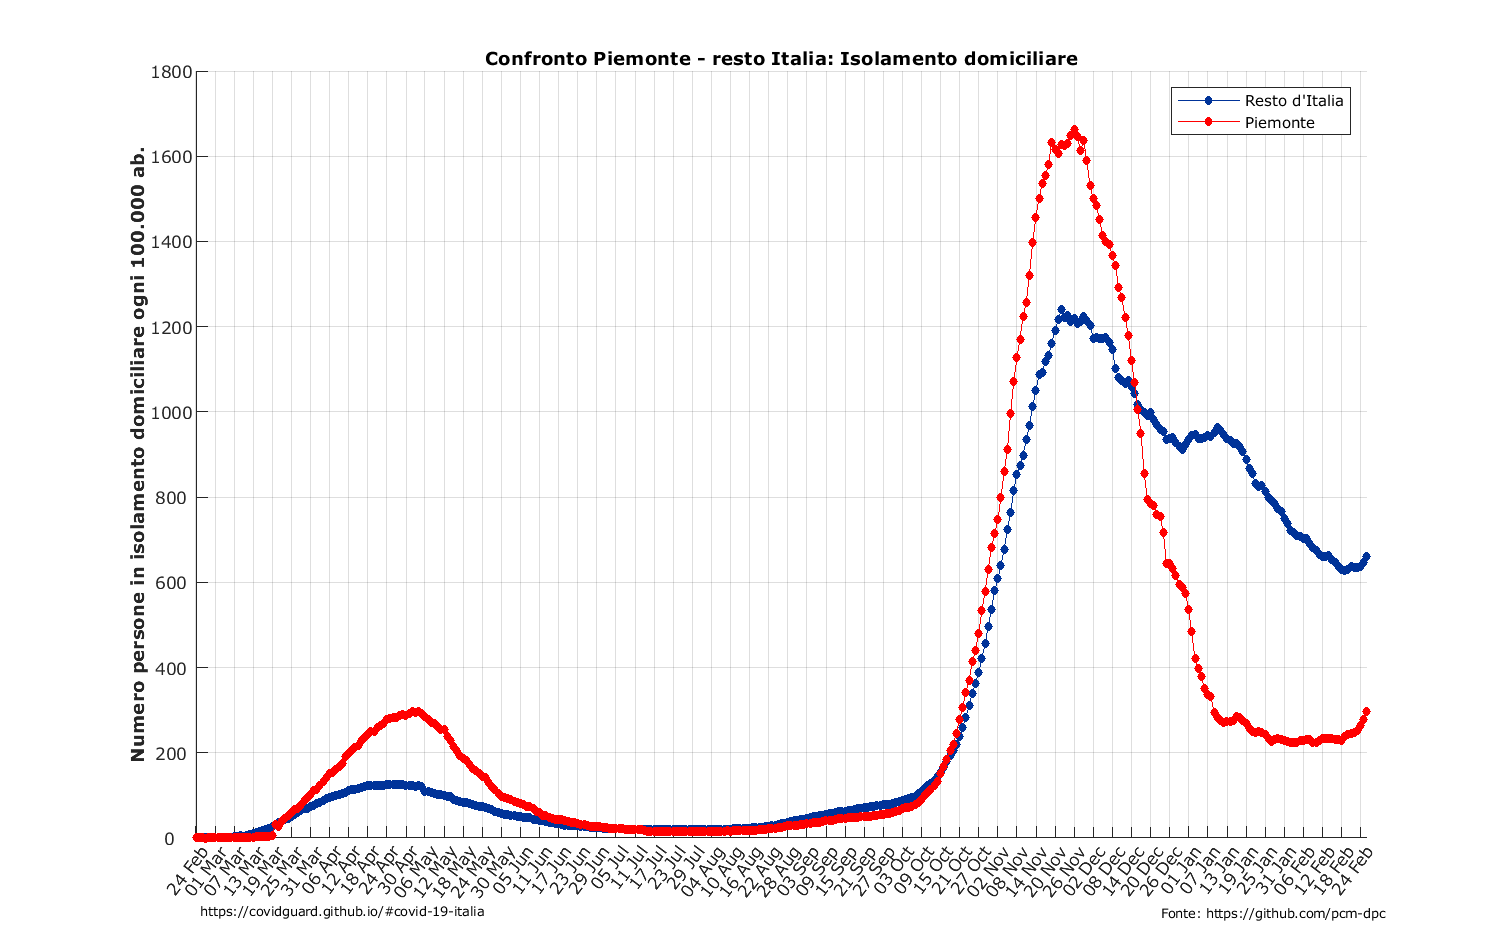 Confronto Piemonte - resto Italia: Isolamento domiciliare
Numero persone in isolamento domiciliare ogni 100.000 ab.
1800
1600
1400
1200
1000
800
600
400
200
0
Resto d'Italia
Piemonte
24 Feb
01 Mar
07 Mar
13 Mar
19 Mar
25 Mar
31 Mar
06 Apr
12 Apr
18 Apr
24 Apr
30 Apr
06 May
12 May
18 May
24 May
30 May
05 Jun
11 Jun
17 Jun
23 Jun
29 Jul
05 Jul
11 Jul
17 Jul
23 Jul
29 Jul
04 Aug
10 Aug
16 Aug
22 Aug
28 Aug
03 Sep
09 Sep
15 Sep
21 Sep
27 Sep
03 Oct
09 Oct
15 Oct
21 Oct
27 Oct
02 Nov
08 Nov
14 Nov
20 Nov
26 Nov
02 Dec
08 Dec
14 Dec
20 Dec
26 Dec
01 Jan
07 Jan
13 Jan
19 Jan
25 Jan
31 Jan
06 Feb
12 Feb
18 Feb
24 Feb
https://covidguard.github.io/#covid-19-italia
Fonte: https://github.com/pcm-dpc